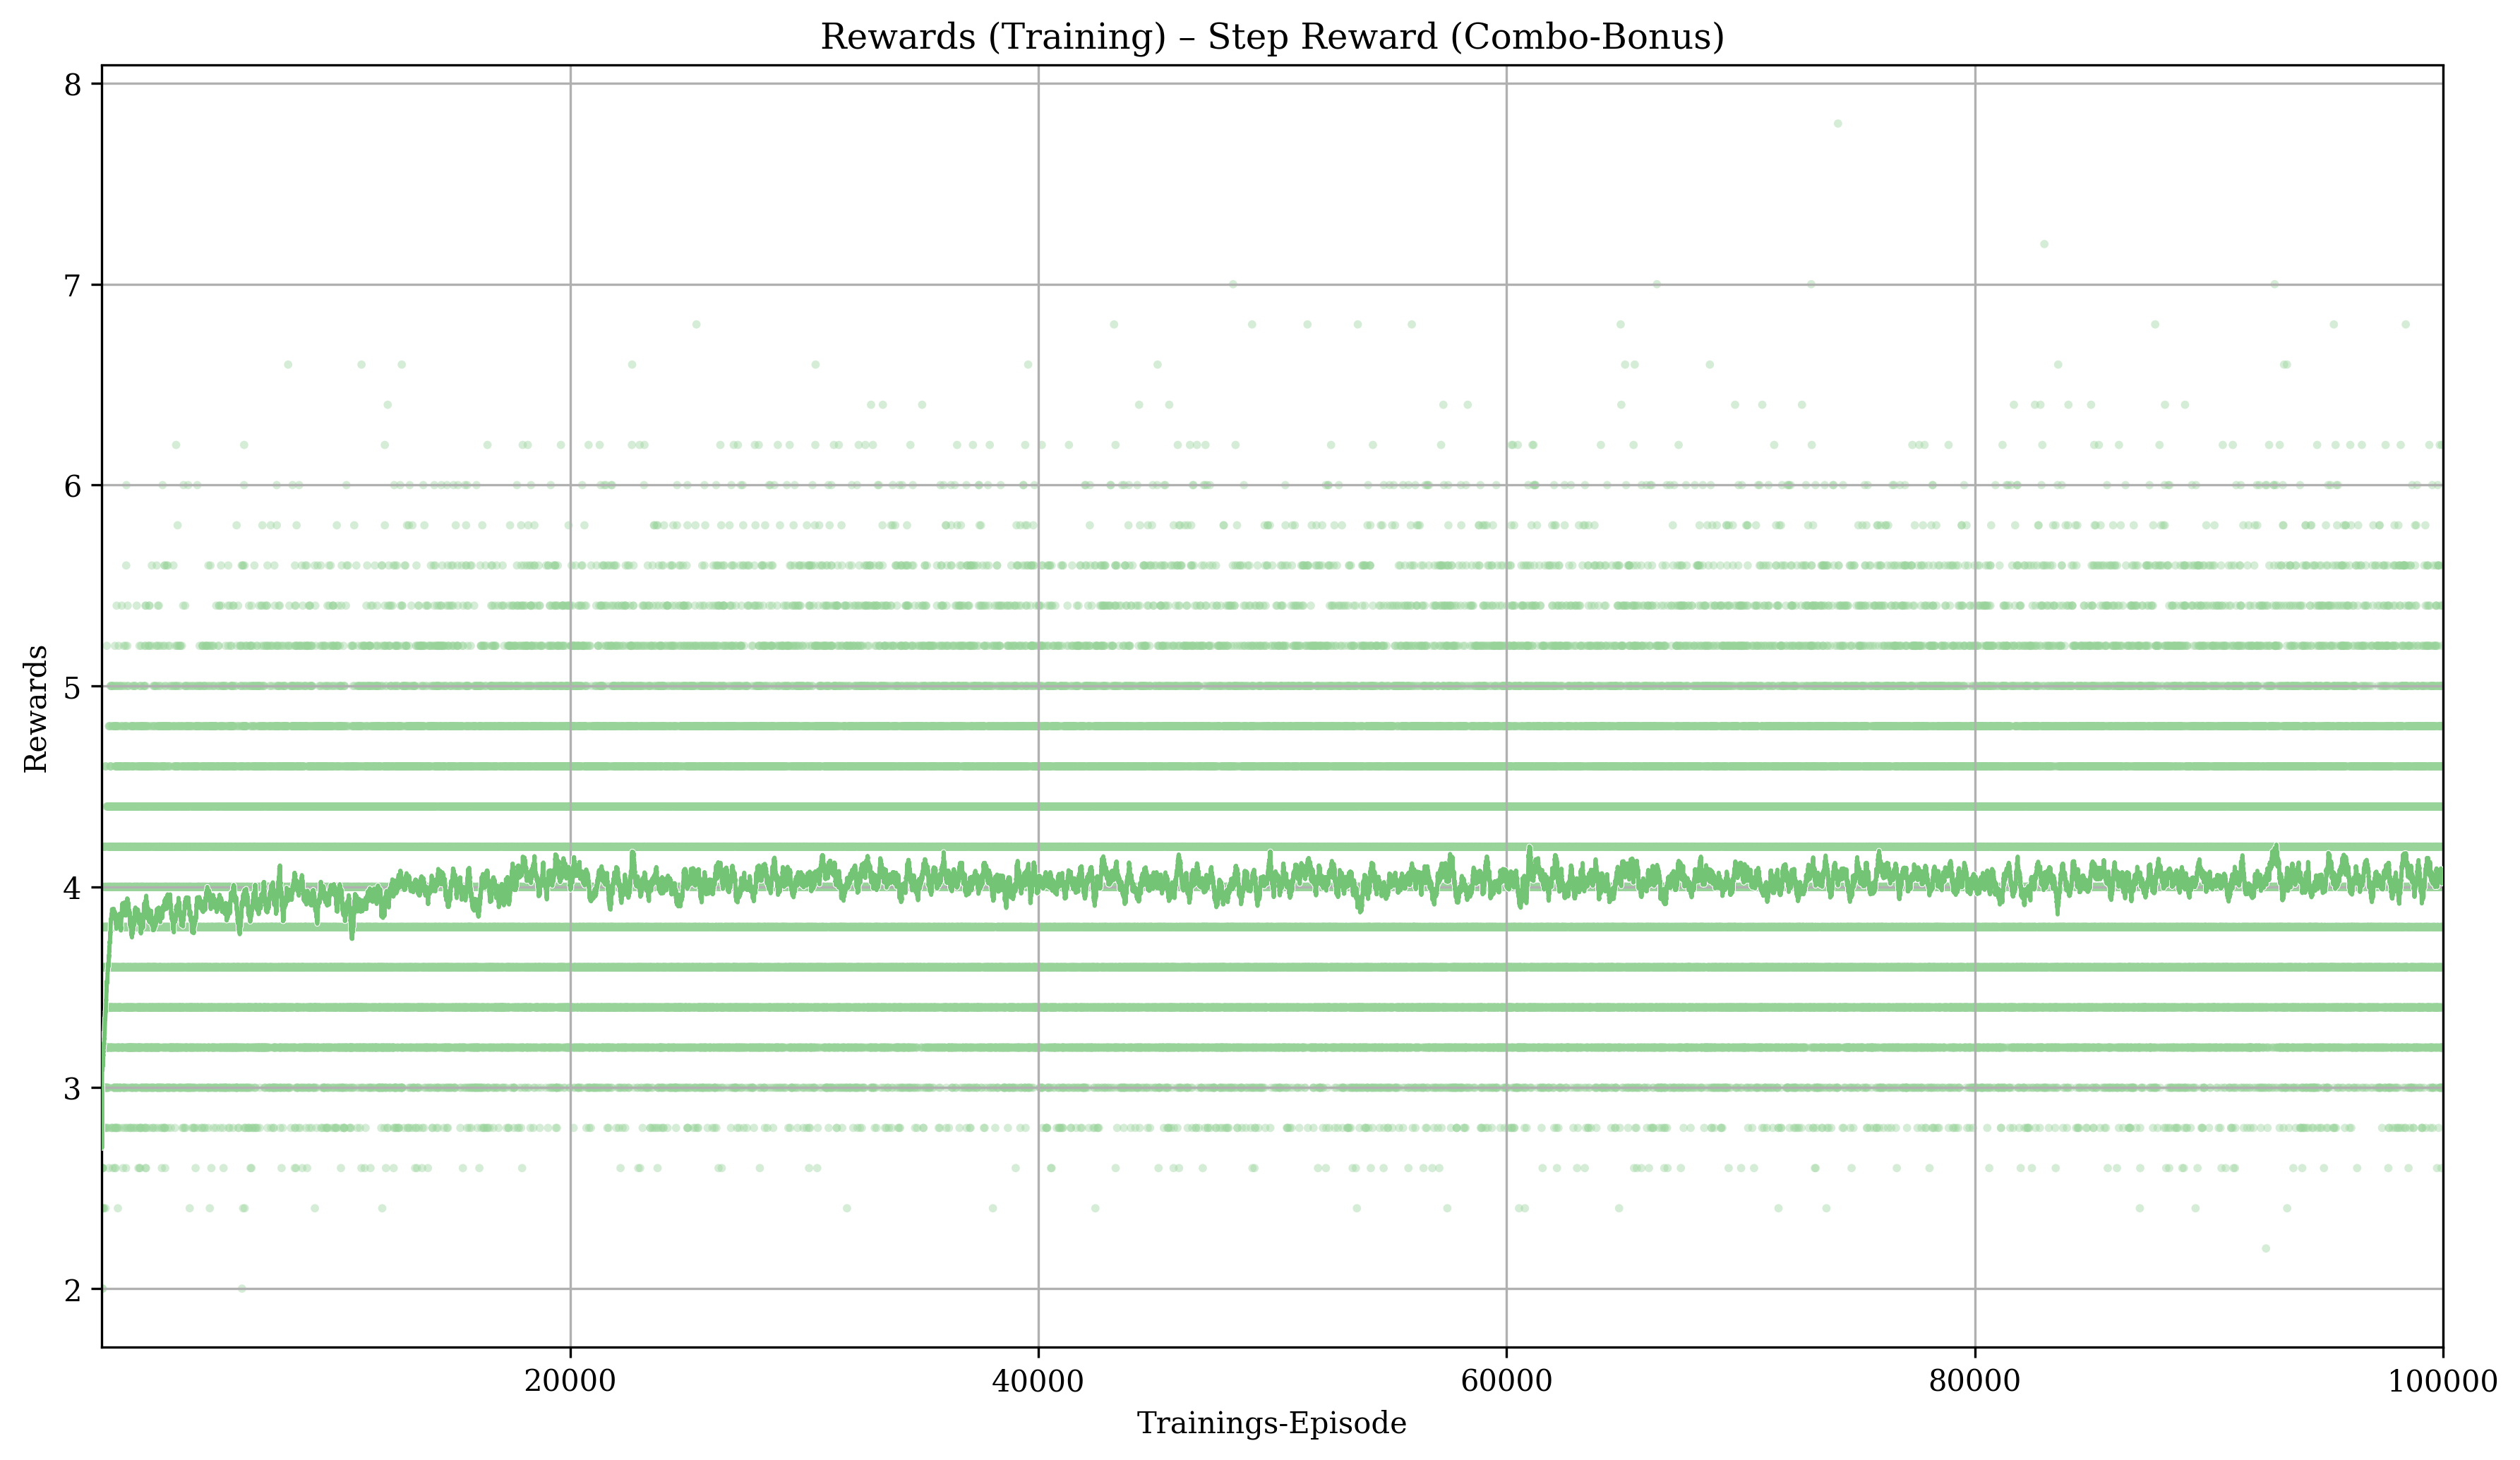 Rewards (Training) – Step Reward (Combo-Bonus)
8
7
6
5
4
3
2
Rewards
20000 40000 60000 80000 100000
Trainings-Episode